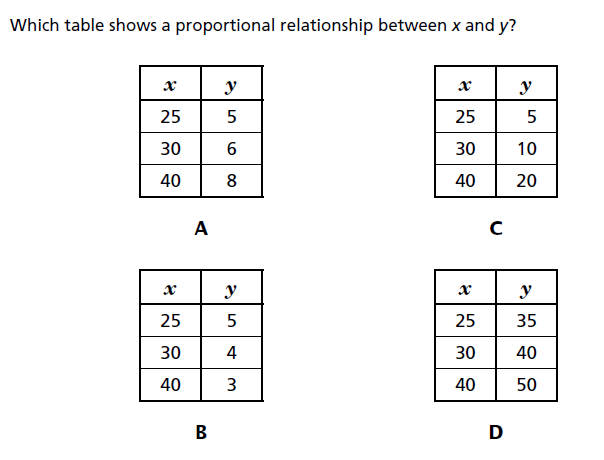 Which table shows a proportional relationship between x and y?
x y
25 5
30 6
40 8
A
x y
25 5
30 10
40 20
C
x y
25 5
30 4
40 3
B
x y
25 35
30 40
40 50
D